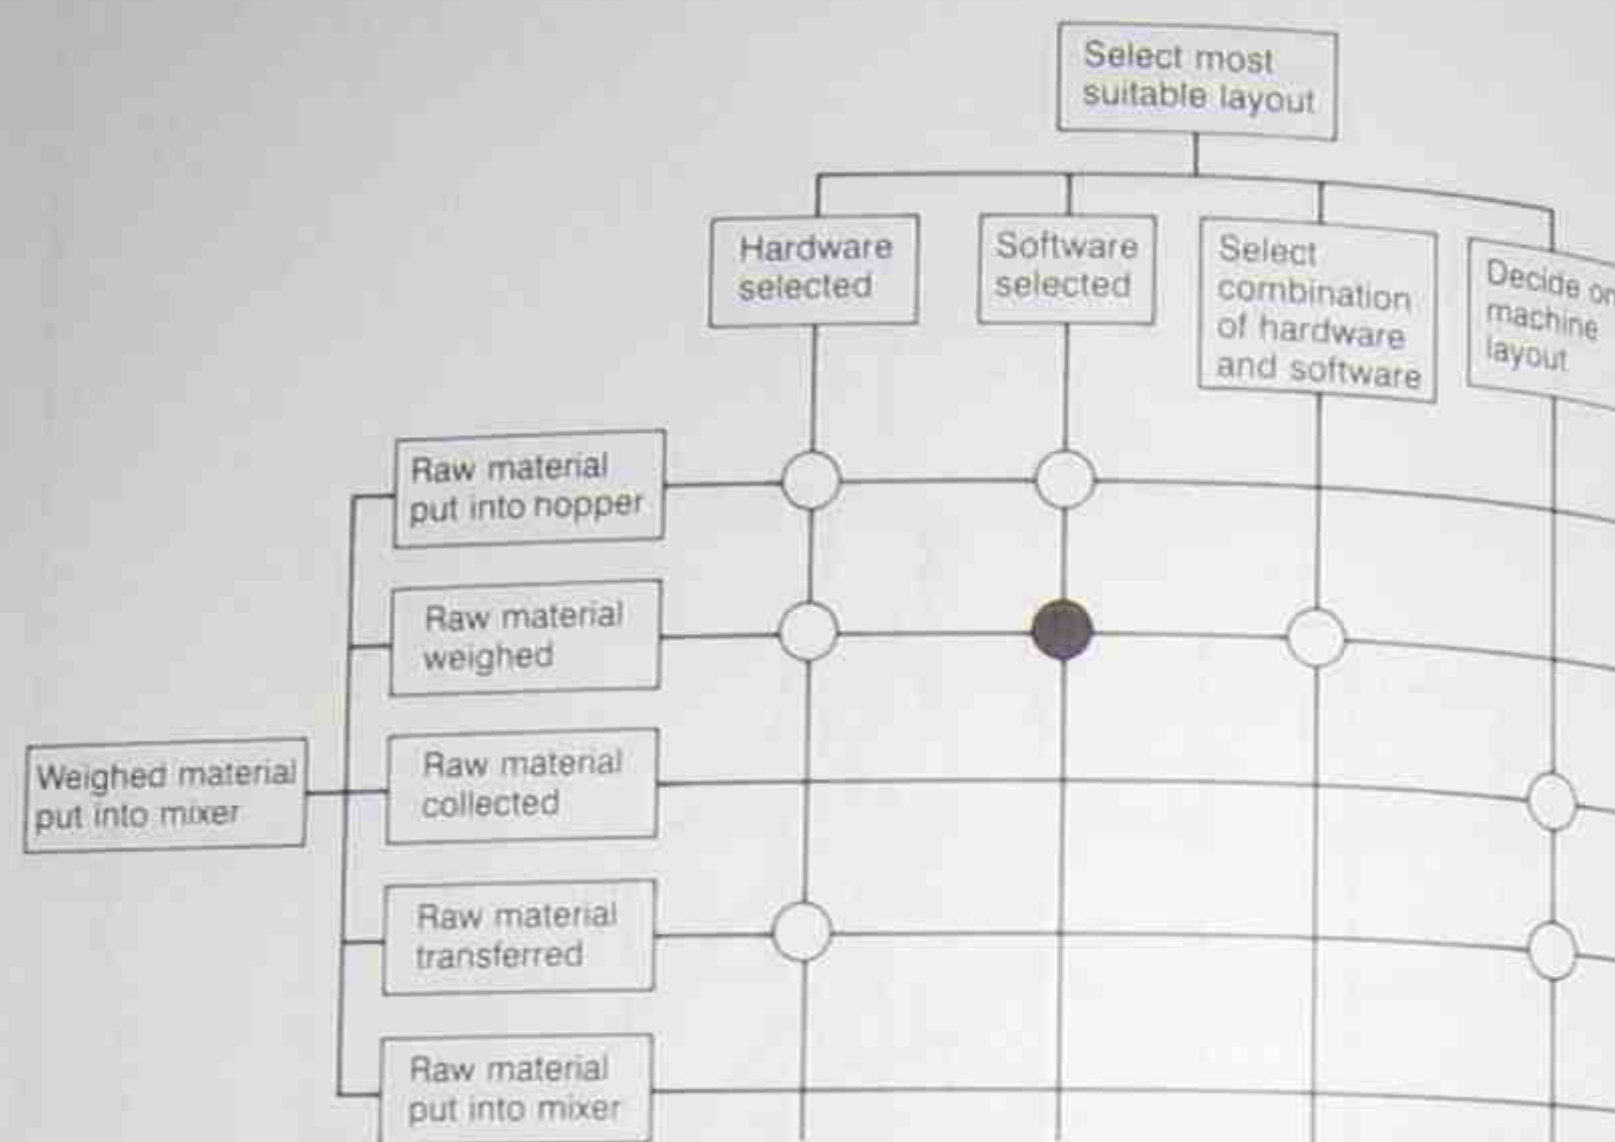 Select most
suitable layout
Hardware
selected
Software
selected
Select
combination
of hardware
and software
Decide on
machine
layout
Raw material
put into hopper
Raw material
weighed
Weighed material
put into mixer
Raw material
collected
Raw material
transferred
Raw material
put into mixer